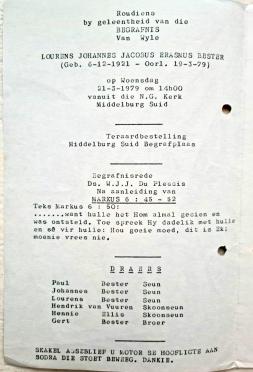 Roudiens
by geleentheid van die
BEGRAFNIS
Van Wyle
LOURENS JOHANNES JACOBUS ERASMUS BESTER
(Geb. 6-12-1921 - Oorl. 19-3-79)
op Woensdag
21-3-1979 om 14h00
vanuit die N.G. Kerk
Middelburg Suid
Teraardbestelling
Middelburg Suid Begrafplaas
Begrafnisrede
Ds. W.J.J. Du Plessis
Na aanleiding van
MARKUS 6 : 45 - 52
Teks Markus 6 : 50:
.......want hulle het Hom almal gesien en
was ontsteld. Toe spreek Hy dadelik met hulle
en sê vir hulle: Hou goeie moed, dit is Ek!
moenie vrees nie.
DRAERS
Paul Bester Seun
Johannes Bester Seun
Lourens Bester Seun
Hendrik van Vuuren Skoonseun
Hennie Ellis Skoonseun
Gert Bester Broer
SKAKEL ASSBLIEF U MOTOR SE HOOFLIGTE AAN
SODRA DIE STOET BEWEEG. DANKIE.